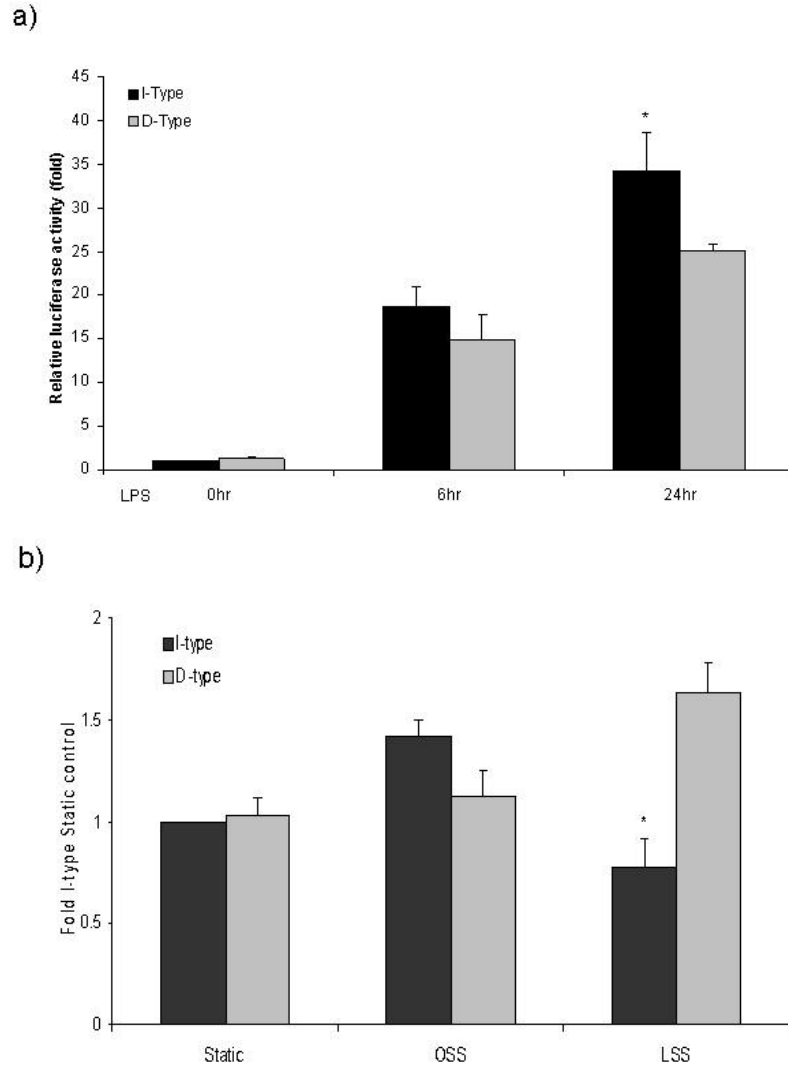 a)
Relative luciferase activity (fold)
45
40
35
30
25
20
15
10
5
0
I-Type
D-Type
*
LPS 0hr 6hr 24hr
b)
Fold I-type Static control
2
1.5
1
0.5
0
I-type
D-type
*
Static OSS LSS